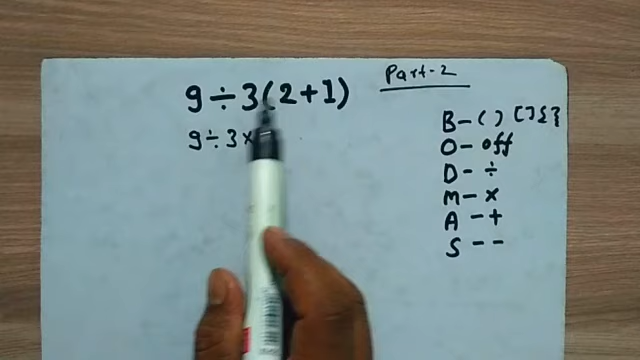 Part-2
9÷3(2+1)
9÷3×
B-( ) [ ] { }
O- off
D- ÷
M- ×
A -+
S - -